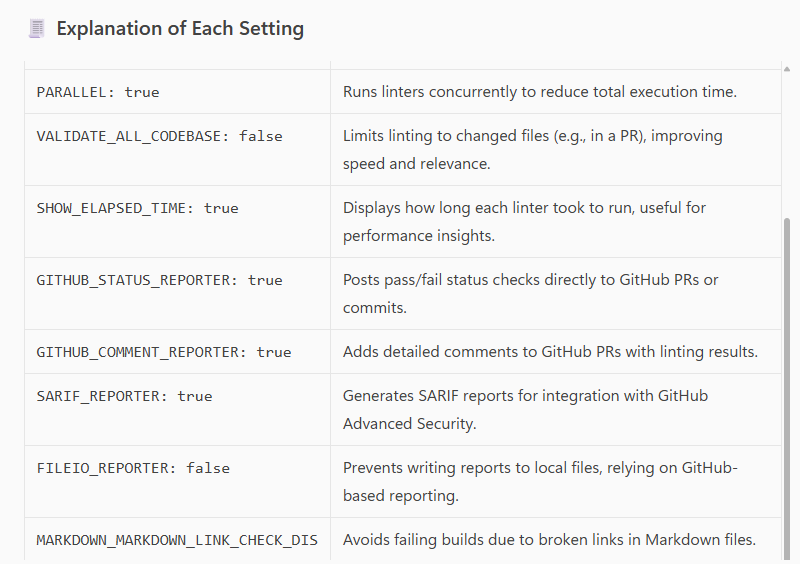 Explanation of Each Setting
PARALLEL: true
Runs linters concurrently to reduce total execution time.
VALIDATE_ALL_CODEBASE: false
Limits linting to changed files (e.g., in a PR), improving
speed and relevance.
SHOW_ELAPSED_TIME: true
Displays how long each linter took to run, useful for
performance insights.
GITHUB_STATUS_REPORTER: true
Posts pass/fail status checks directly to GitHub PRs or
commits.
GITHUB_COMMENT_REPORTER: true
Adds detailed comments to GitHub PRs with linting results.
SARIF_REPORTER: true
Generates SARIF reports for integration with GitHub
Advanced Security.
FILEIO_REPORTER: false
Prevents writing reports to local files, relying on GitHub-
based reporting.
MARKDOWN_MARKDOWN_LINK_CHECK_DIS
Avoids failing builds due to broken links in Markdown files.